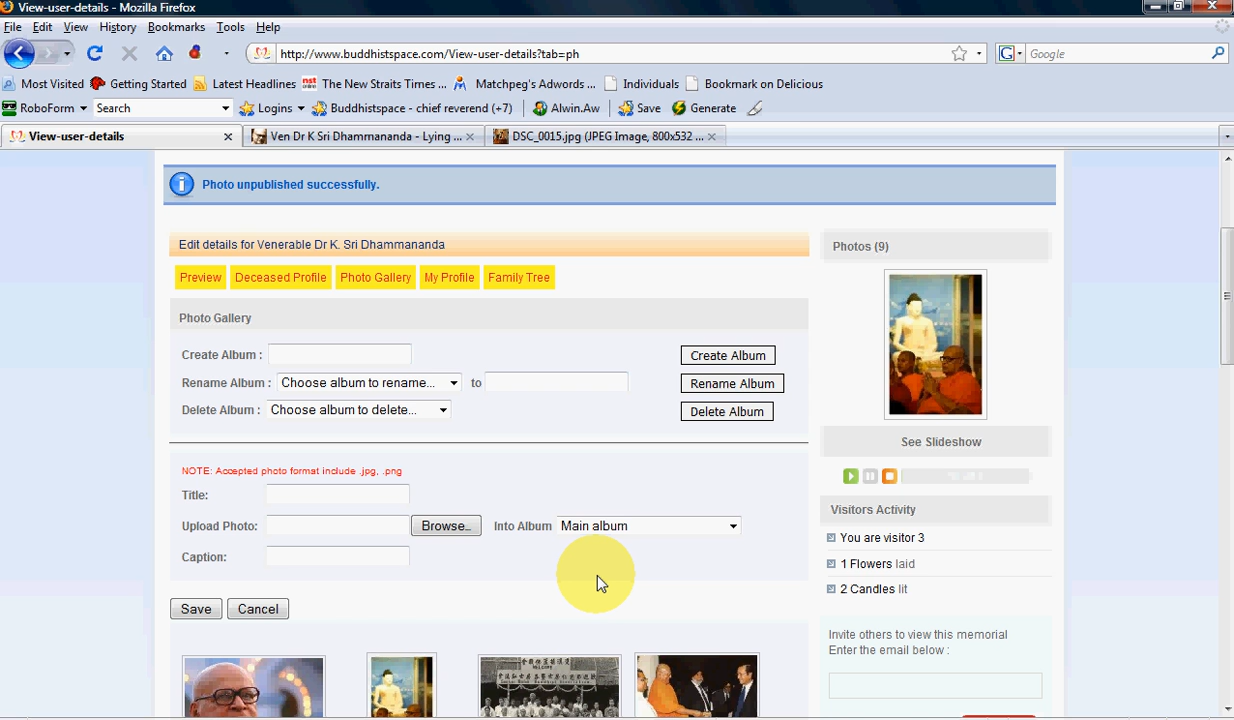 View-user-details - Mozilla Firefox
File Edit View History Bookmarks Tools Help
http://www.buddhistspace.com/View-user-details?tab=ph
G Google
Most Visited Getting Started Latest Headlines nst The New Straits Times ... Matchpeg's Adwords ... Individuals Bookmark on Delicious
RoboForm Search Logins Buddhistspace - chief reverend (+7) Alwin.Aw Save Generate
View-user-details Ven Dr K Sri Dhammananda - Lying ... DSC_0015.jpg (JPEG Image, 800x532 ...
Photo unpublished successfully.
Edit details for Venerable Dr K. Sri Dhammananda
Preview Deceased Profile Photo Gallery My Profile Family Tree
Photo Gallery
Create Album : Create Album
Rename Album : Choose album to rename... to Rename Album
Delete Album : Choose album to delete... Delete Album
NOTE: Accepted photo format include .jpg, .png
Title:
Upload Photo: Browse... Into Album Main album
Caption:
Save Cancel
Photos (9)
See Slideshow
Visitors Activity
You are visitor 3
1 Flowers laid
2 Candles lit
Invite others to view this memorial
Enter the email below :